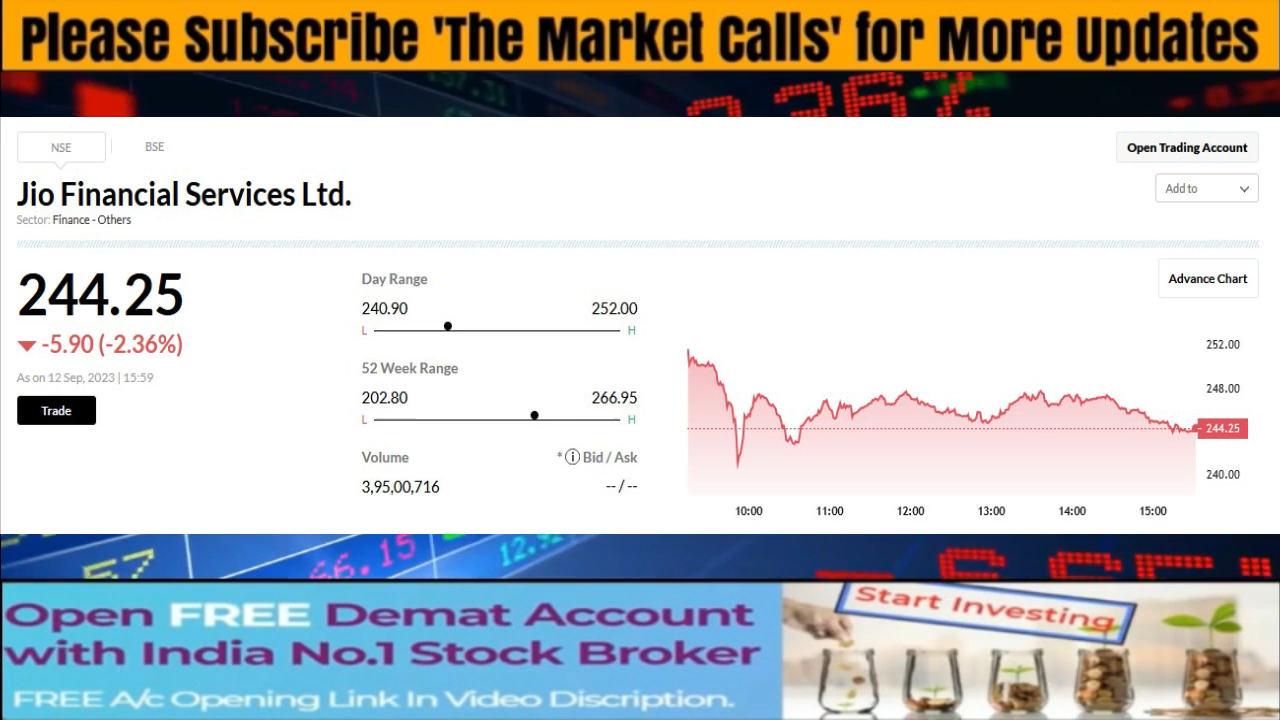 Please Subscribe 'The Market Calls' for More Updates
NSE
BSE
Open Trading Account
Jio Financial Services Ltd.
Add to
Sector: Finance - Others
244.25
-5.90 (-2.36%)
As on 12 Sep, 2023 | 15:59
Trade
Day Range
240.90 252.00
L H
52 Week Range
202.80 266.95
L H
Volume * i Bid / Ask
3,95,00,716 -- / --
Advance Chart
252.00
248.00
244.25
240.00
10:00 11:00 12:00 13:00 14:00 15:00
57
66.15
Open FREE Demat Account
with India No.1 Stock Broker
FREE A/c Opening Link In Video Discription.
Start Investing